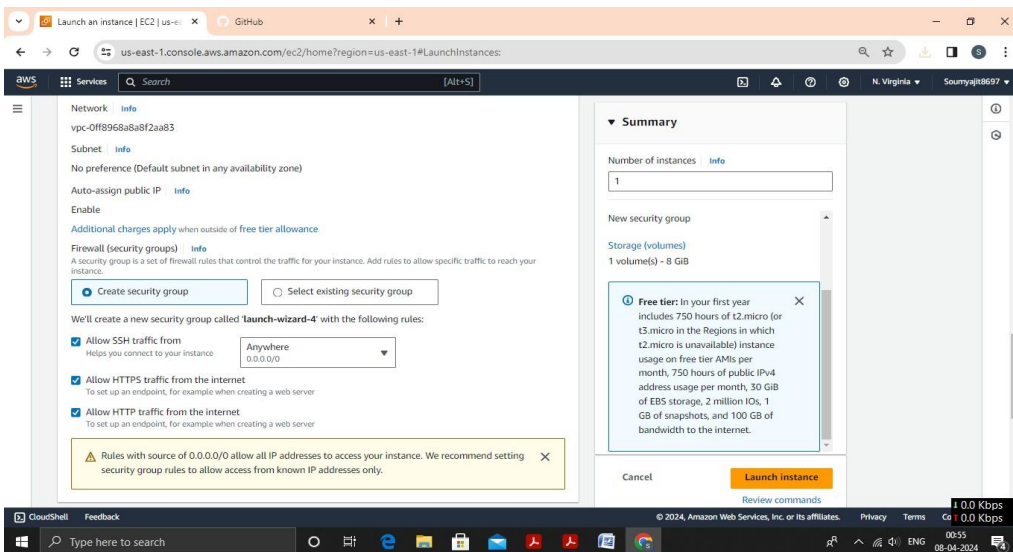 Launch an instance | EC2 | us-e
GitHub
us-east-1.console.aws.amazon.com/ec2/home?region=us-east-1#LaunchInstances:
S
aws
Services
Search
[Alt+S]
N. Virginia
Soumyajit8697
Network
Info
vpc-0ff8968a8a8f2aa83
Subnet
Info
No preference (Default subnet in any availability zone)
Auto-assign public IP
Info
Enable
Additional charges apply when outside of free tier allowance
Firewall (security groups)
Info
A security group is a set of firewall rules that control the traffic for your instance. Add rules to allow specific traffic to reach your
instance.
Create security group
Select existing security group
We'll create a new security group called 'launch-wizard-4' with the following rules:
Allow SSH traffic from
Helps you connect to your instance
Anywhere
0.0.0.0/0
Allow HTTPS traffic from the internet
To set up an endpoint, for example when creating a web server
Allow HTTP traffic from the internet
To set up an endpoint, for example when creating a web server
Rules with source of 0.0.0.0/0 allow all IP addresses to access your instance. We recommend setting
security group rules to allow access from known IP addresses only.
Summary
Number of instances
Info
1
New security group
Storage (volumes)
1 volume(s) - 8 GiB
Free tier: In your first year
includes 750 hours of t2.micro (or
t3.micro in the Regions in which
t2.micro is unavailable) instance
usage on free tier AMIs per
month, 750 hours of public IPv4
address usage per month, 30 GiB
of EBS storage, 2 million IOs, 1
GB of snapshots, and 100 GB of
bandwidth to the internet.
Cancel
Launch instance
Review commands
CloudShell
Feedback
© 2024, Amazon Web Services, Inc. or its affiliates.
Privacy
Terms
Co
0.0 Kbps
0.0 Kbps
Type here to search
ENG
00:55
08-04-2024